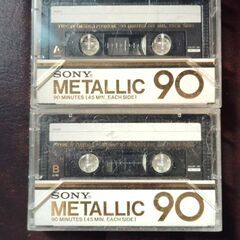 A
SONY
METALLIC 90
90 MINUTES (45 MIN. EACH SIDE)
B
SONY
METALLIC 90
90 MINUTES (45 MIN. EACH SIDE)